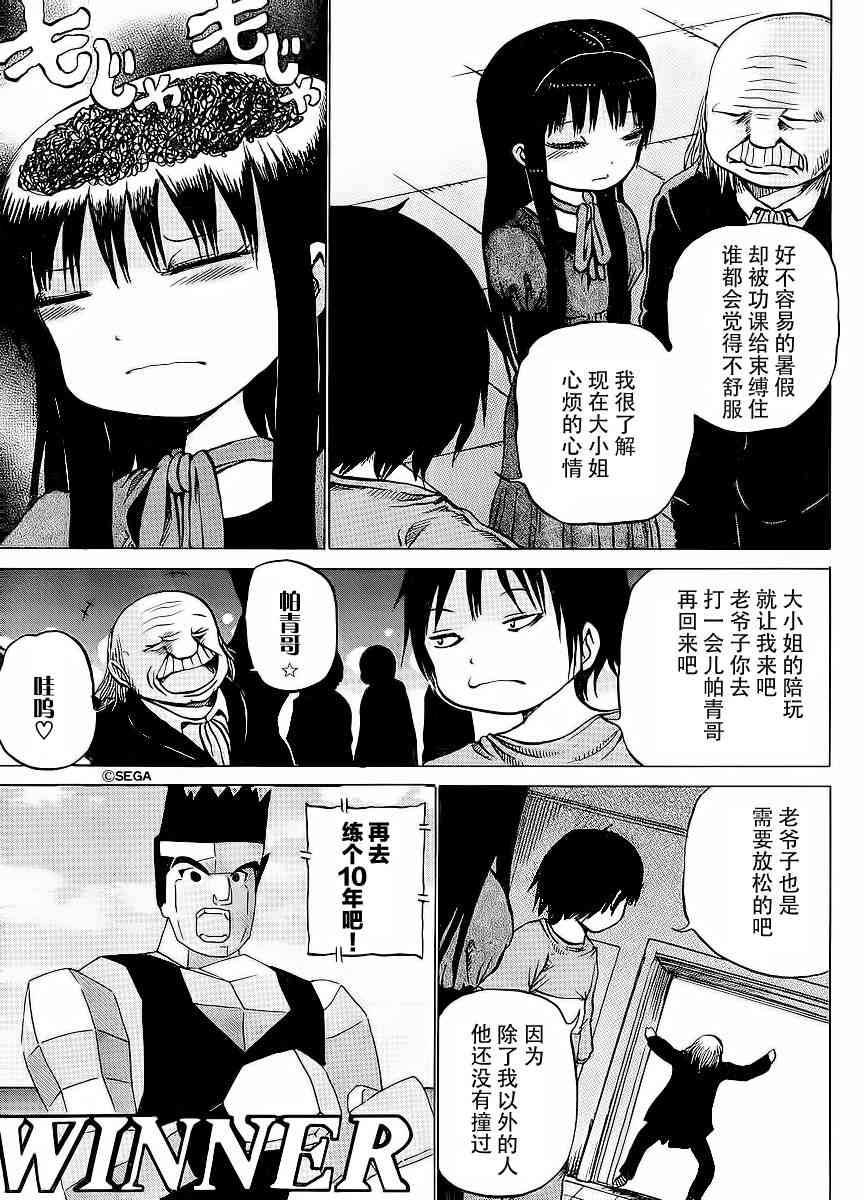 好不容易的暑假
却被功课给束缚住
谁都会觉得不舒服
我很了解
现在大小姐
心烦的心情
もじゃ
もじゃ
大小姐的陪玩
就让我来吧
老爷子你去
打一会儿帕青哥
再回来吧
帕青哥
☆
哇呜
♡
©SEGA
老爷子也是
需要放松的吧
因为
除了我以外的人
他还没有撞过
再去
练个10年吧！
WINNER